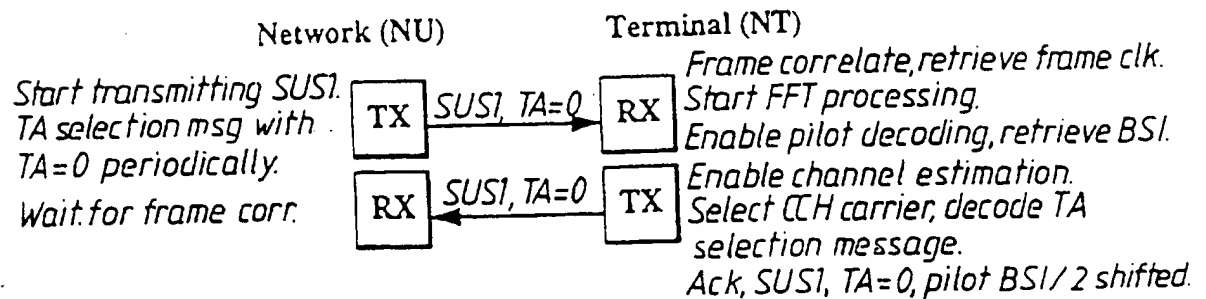 Network (NU)
Terminal (NT)
Start transmitting SUS1.
TA selection msg with
TA=0 periodically.
Wait.for frame corr.
TX
SUS1, TA=0
RX
RX
SUS1, TA=0
TX
Frame correlate, retrieve frame clk.
Start FFT processing.
Enable pilot decoding, retrieve BSI.
Enable channel estimation.
Select CCH carrier, decode TA
selection message.
Ack, SUS1, TA=0, pilot BSI/2 shifted.